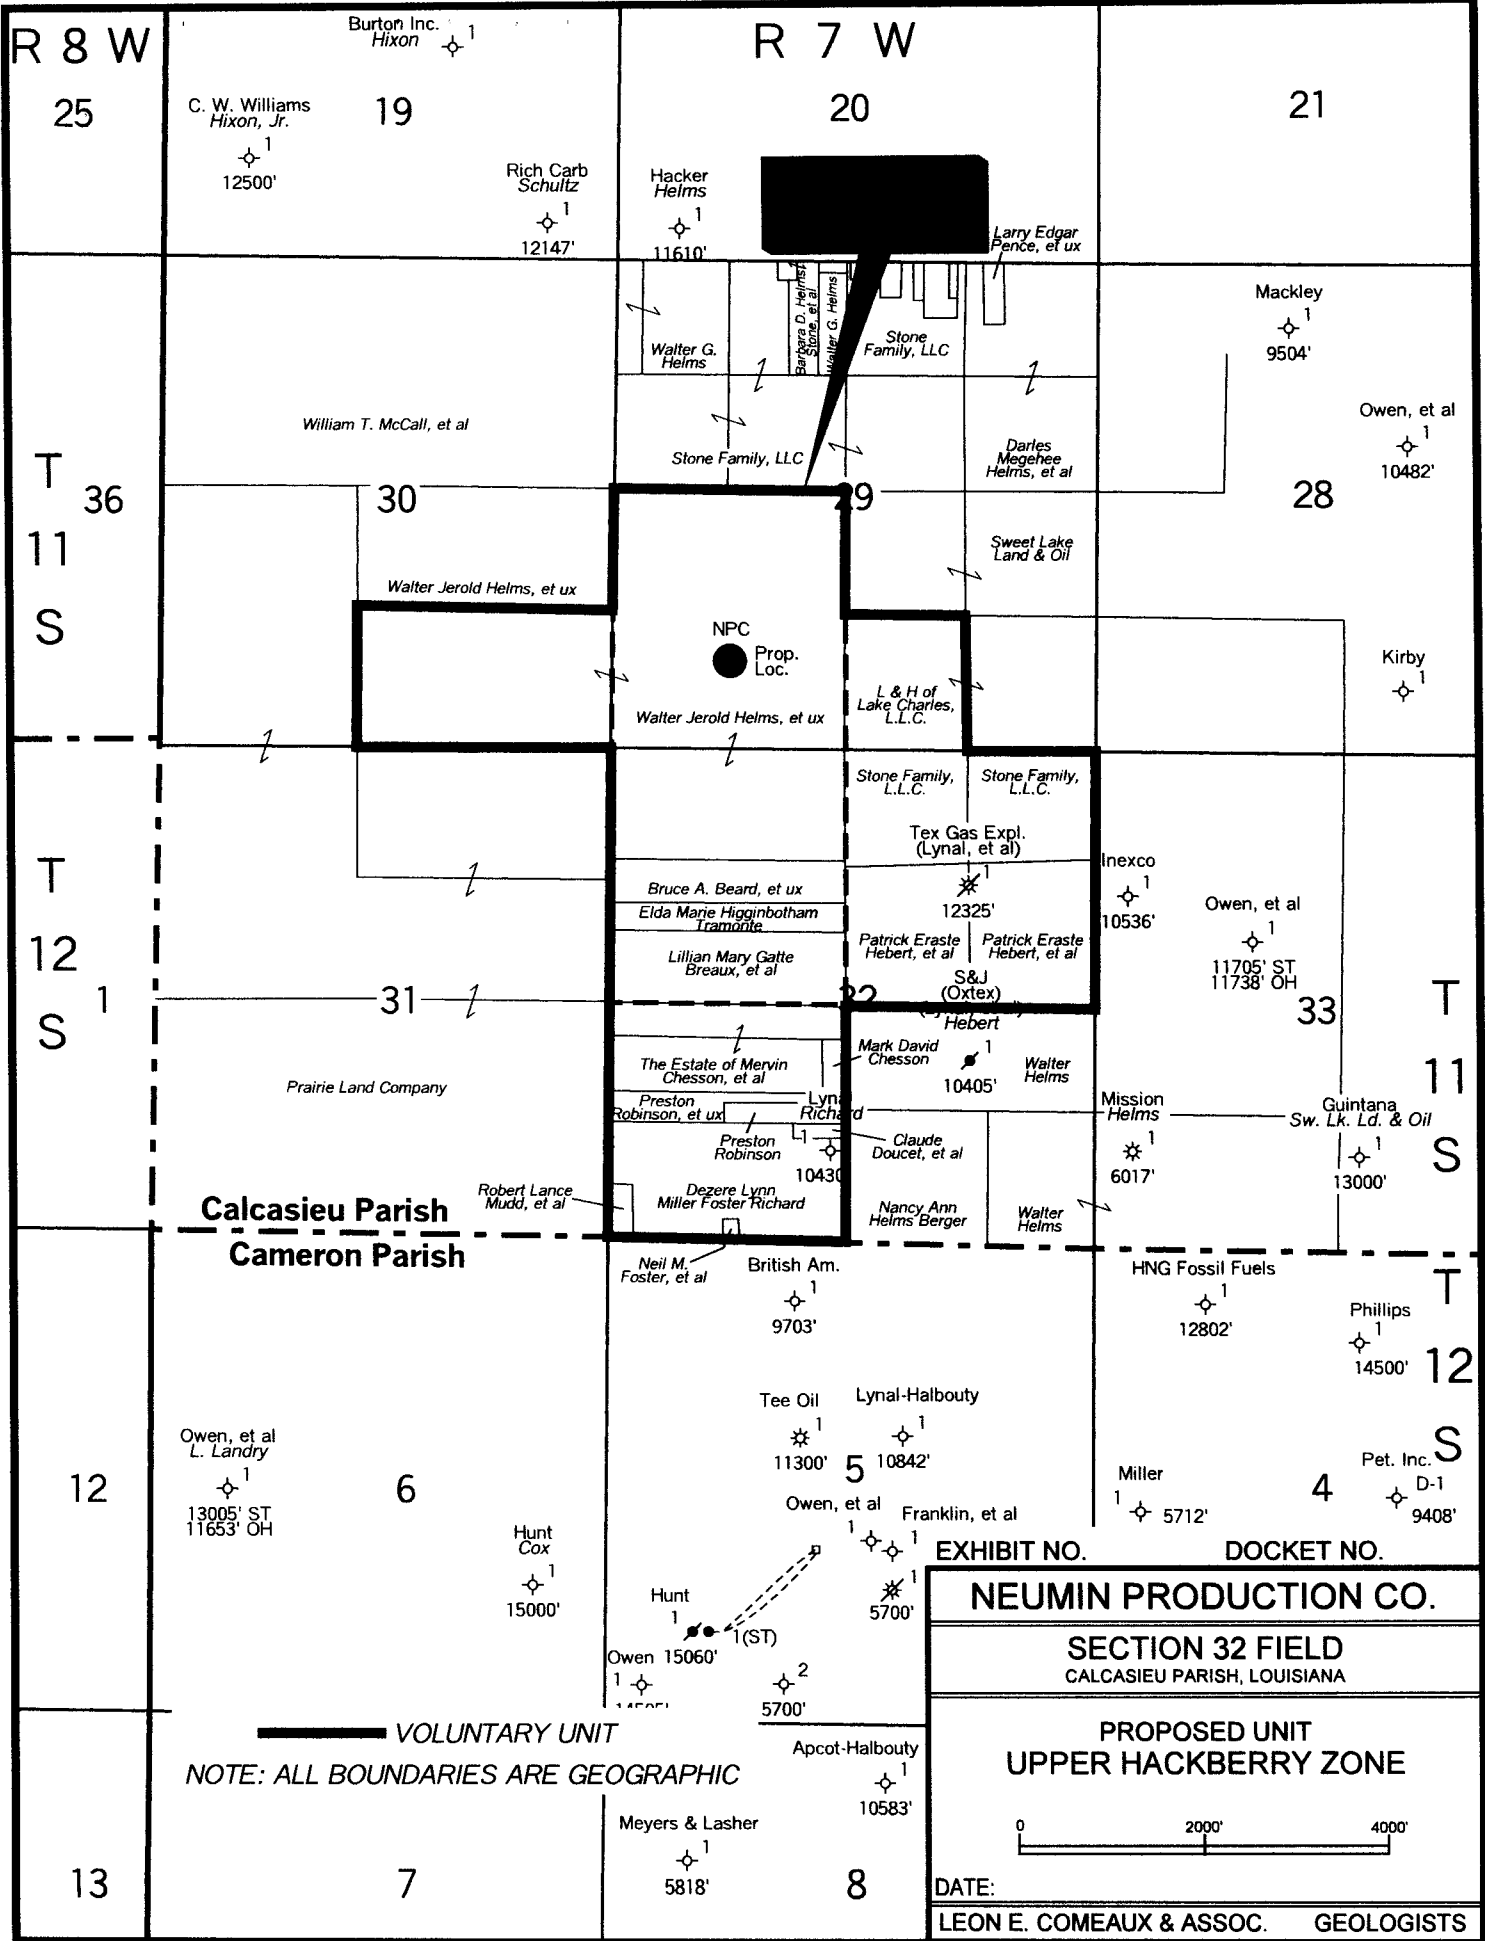 R 8 W
R 7 W
Burton Inc.
Hixon
1
25
19
20
21
C. W. Williams
Hixon, Jr.
1
12500'
Rich Carb
Schultz
1
12147'
Hacker
Helms
1
11610'
Larry Edgar
Pence, et ux
Barbara D. Helms
Stone, et al
Walter G. Helms
Walter G.
Helms
Stone
Family, LLC
Mackley
1
9504'
William T. McCall, et al
Stone Family, LLC
Darles
Megehee
Helms, et al
Owen, et al
1
10482'
T
11
S
36
30
29
28
Sweet Lake
Land & Oil
Walter Jerold Helms, et ux
NPC
Prop.
Loc.
Kirby
1
L & H of
Lake Charles,
L.L.C.
Walter Jerold Helms, et ux
Stone Family,
L.L.C.
Stone Family,
L.L.C.
Tex Gas Expl.
(Lynal, et al)
1
12325'
Inexco
1
10536'
T
12
S
Bruce A. Beard, et ux
Elda Marie Higginbotham
Tramonte
Lillian Mary Gatte
Breaux, et al
Patrick Eraste
Hebert, et al
Patrick Eraste
Hebert, et al
Owen, et al
1
11705' ST
11738' OH
1
31
32
33
S&J
(Oxtex)
Hebert
1
10405'
T
11
S
Mark David
Chesson
Walter
Helms
The Estate of Mervin
Chesson, et al
Prairie Land Company
Preston
Robinson, et ux
Lynal
Richard
1
10430
Preston
Robinson
Claude
Doucet, et al
Mission
Helms
1
6017'
Guintana
Sw. Lk. Ld. & Oil
1
13000'
Robert Lance
Mudd, et al
Dezere Lynn
Miller Foster Richard
Nancy Ann
Helms Berger
Walter
Helms
Calcasieu Parish
Cameron Parish
Neil M.
Foster, et al
British Am.
1
9703'
HNG Fossil Fuels
1
12802'
Phillips
1
14500'
T
12
S
Tee Oil
1
11300'
Lynal-Halbouty
1
10842'
Owen, et al
L. Landry
1
13005' ST
11653' OH
12
6
5
4
Miller
1
5712'
Pet. Inc.
D-1
9408'
Owen, et al
1
Franklin, et al
1
1
5700'
Hunt
Cox
1
15000'
Hunt
1
15060'
1(ST)
Owen
1
2
5700'
EXHIBIT NO. DOCKET NO.
NEUMIN PRODUCTION CO.
SECTION 32 FIELD
CALCASIEU PARISH, LOUISIANA
PROPOSED UNIT
UPPER HACKBERRY ZONE
0 2000' 4000'
DATE:
LEON E. COMEAUX & ASSOC. GEOLOGISTS
VOLUNTARY UNIT
NOTE: ALL BOUNDARIES ARE GEOGRAPHIC
Apcot-Halbouty
1
10583'
Meyers & Lasher
1
5818'
13
7
8